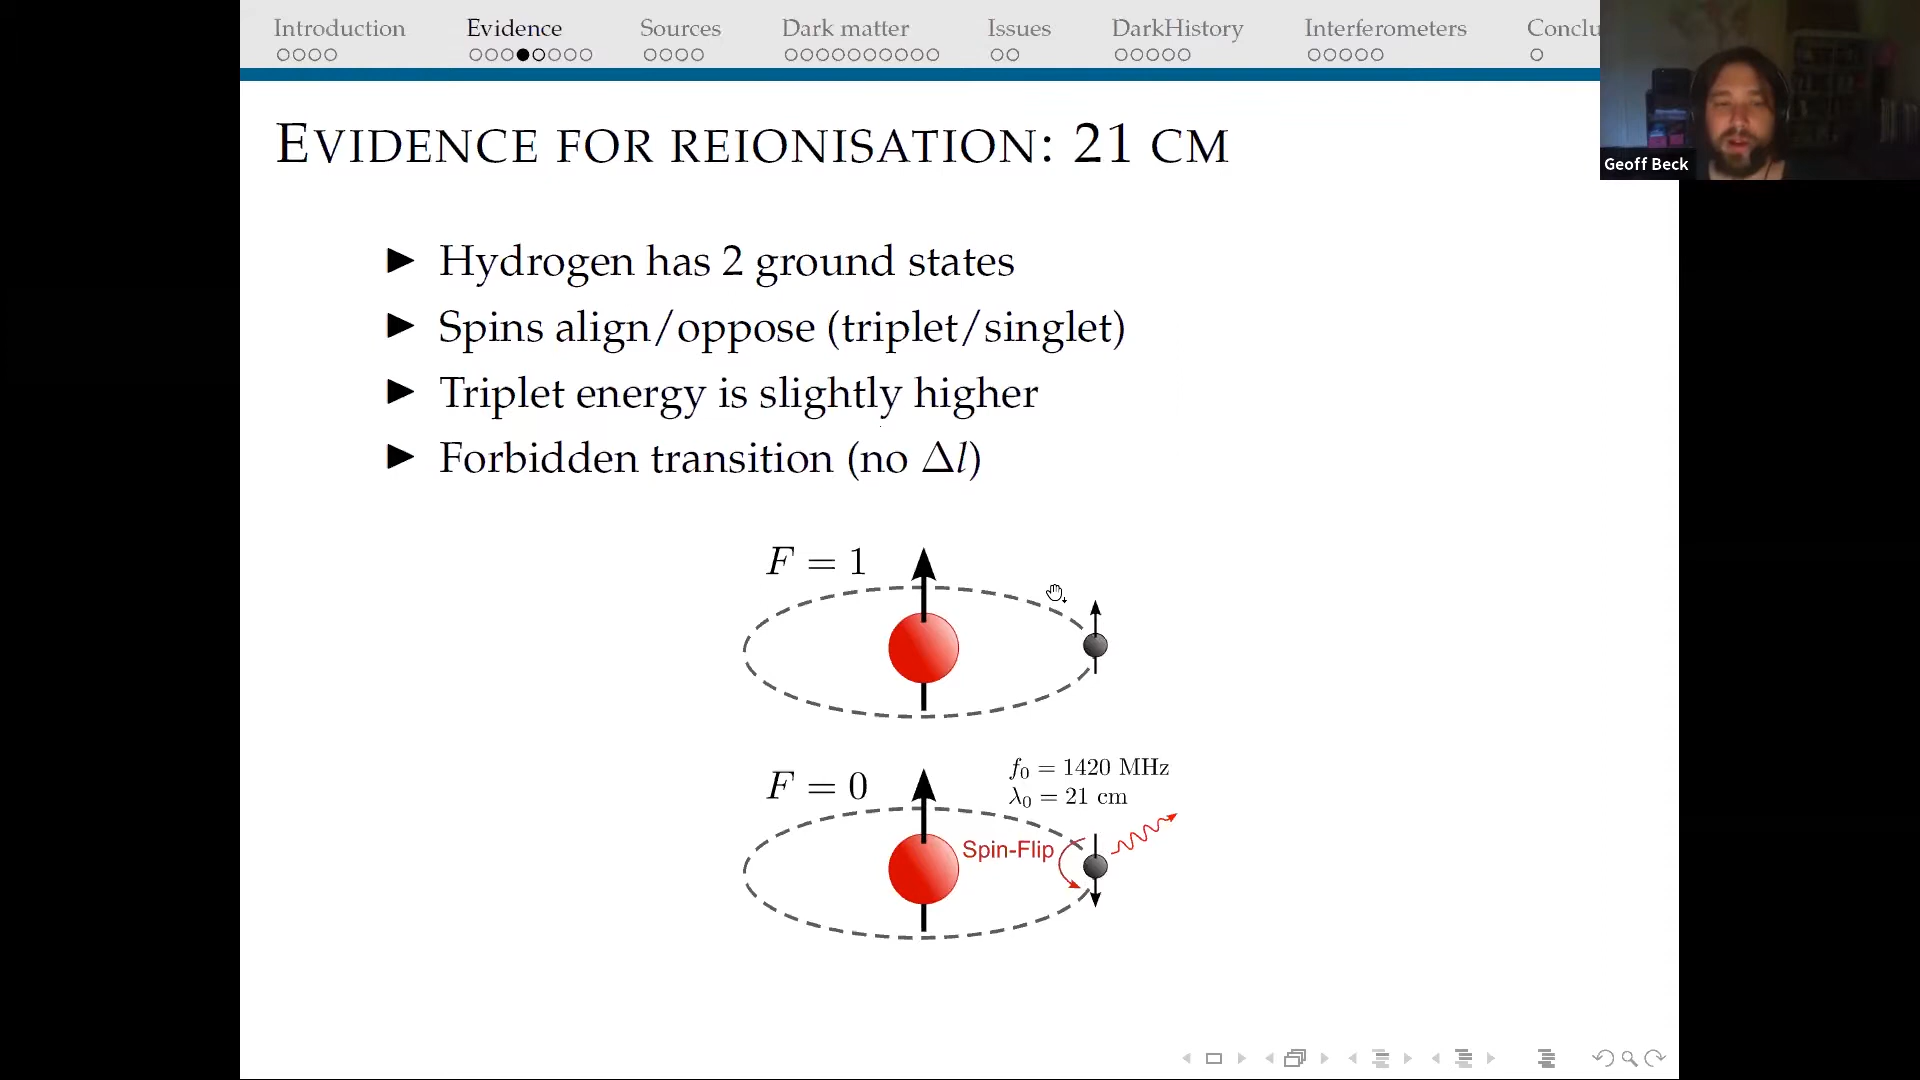 Introduction Evidence Sources Dark matter Issues DarkHistory Interferometers Conclu
Geoff Beck
EVIDENCE FOR REIONISATION: 21 CM
▶ Hydrogen has 2 ground states
▶ Spins align/oppose (triplet/singlet)
▶ Triplet energy is slightly higher
▶ Forbidden transition (no Δl)
F = 1
F = 0
f₀ = 1420 MHz
λ₀ = 21 cm
Spin-Flip